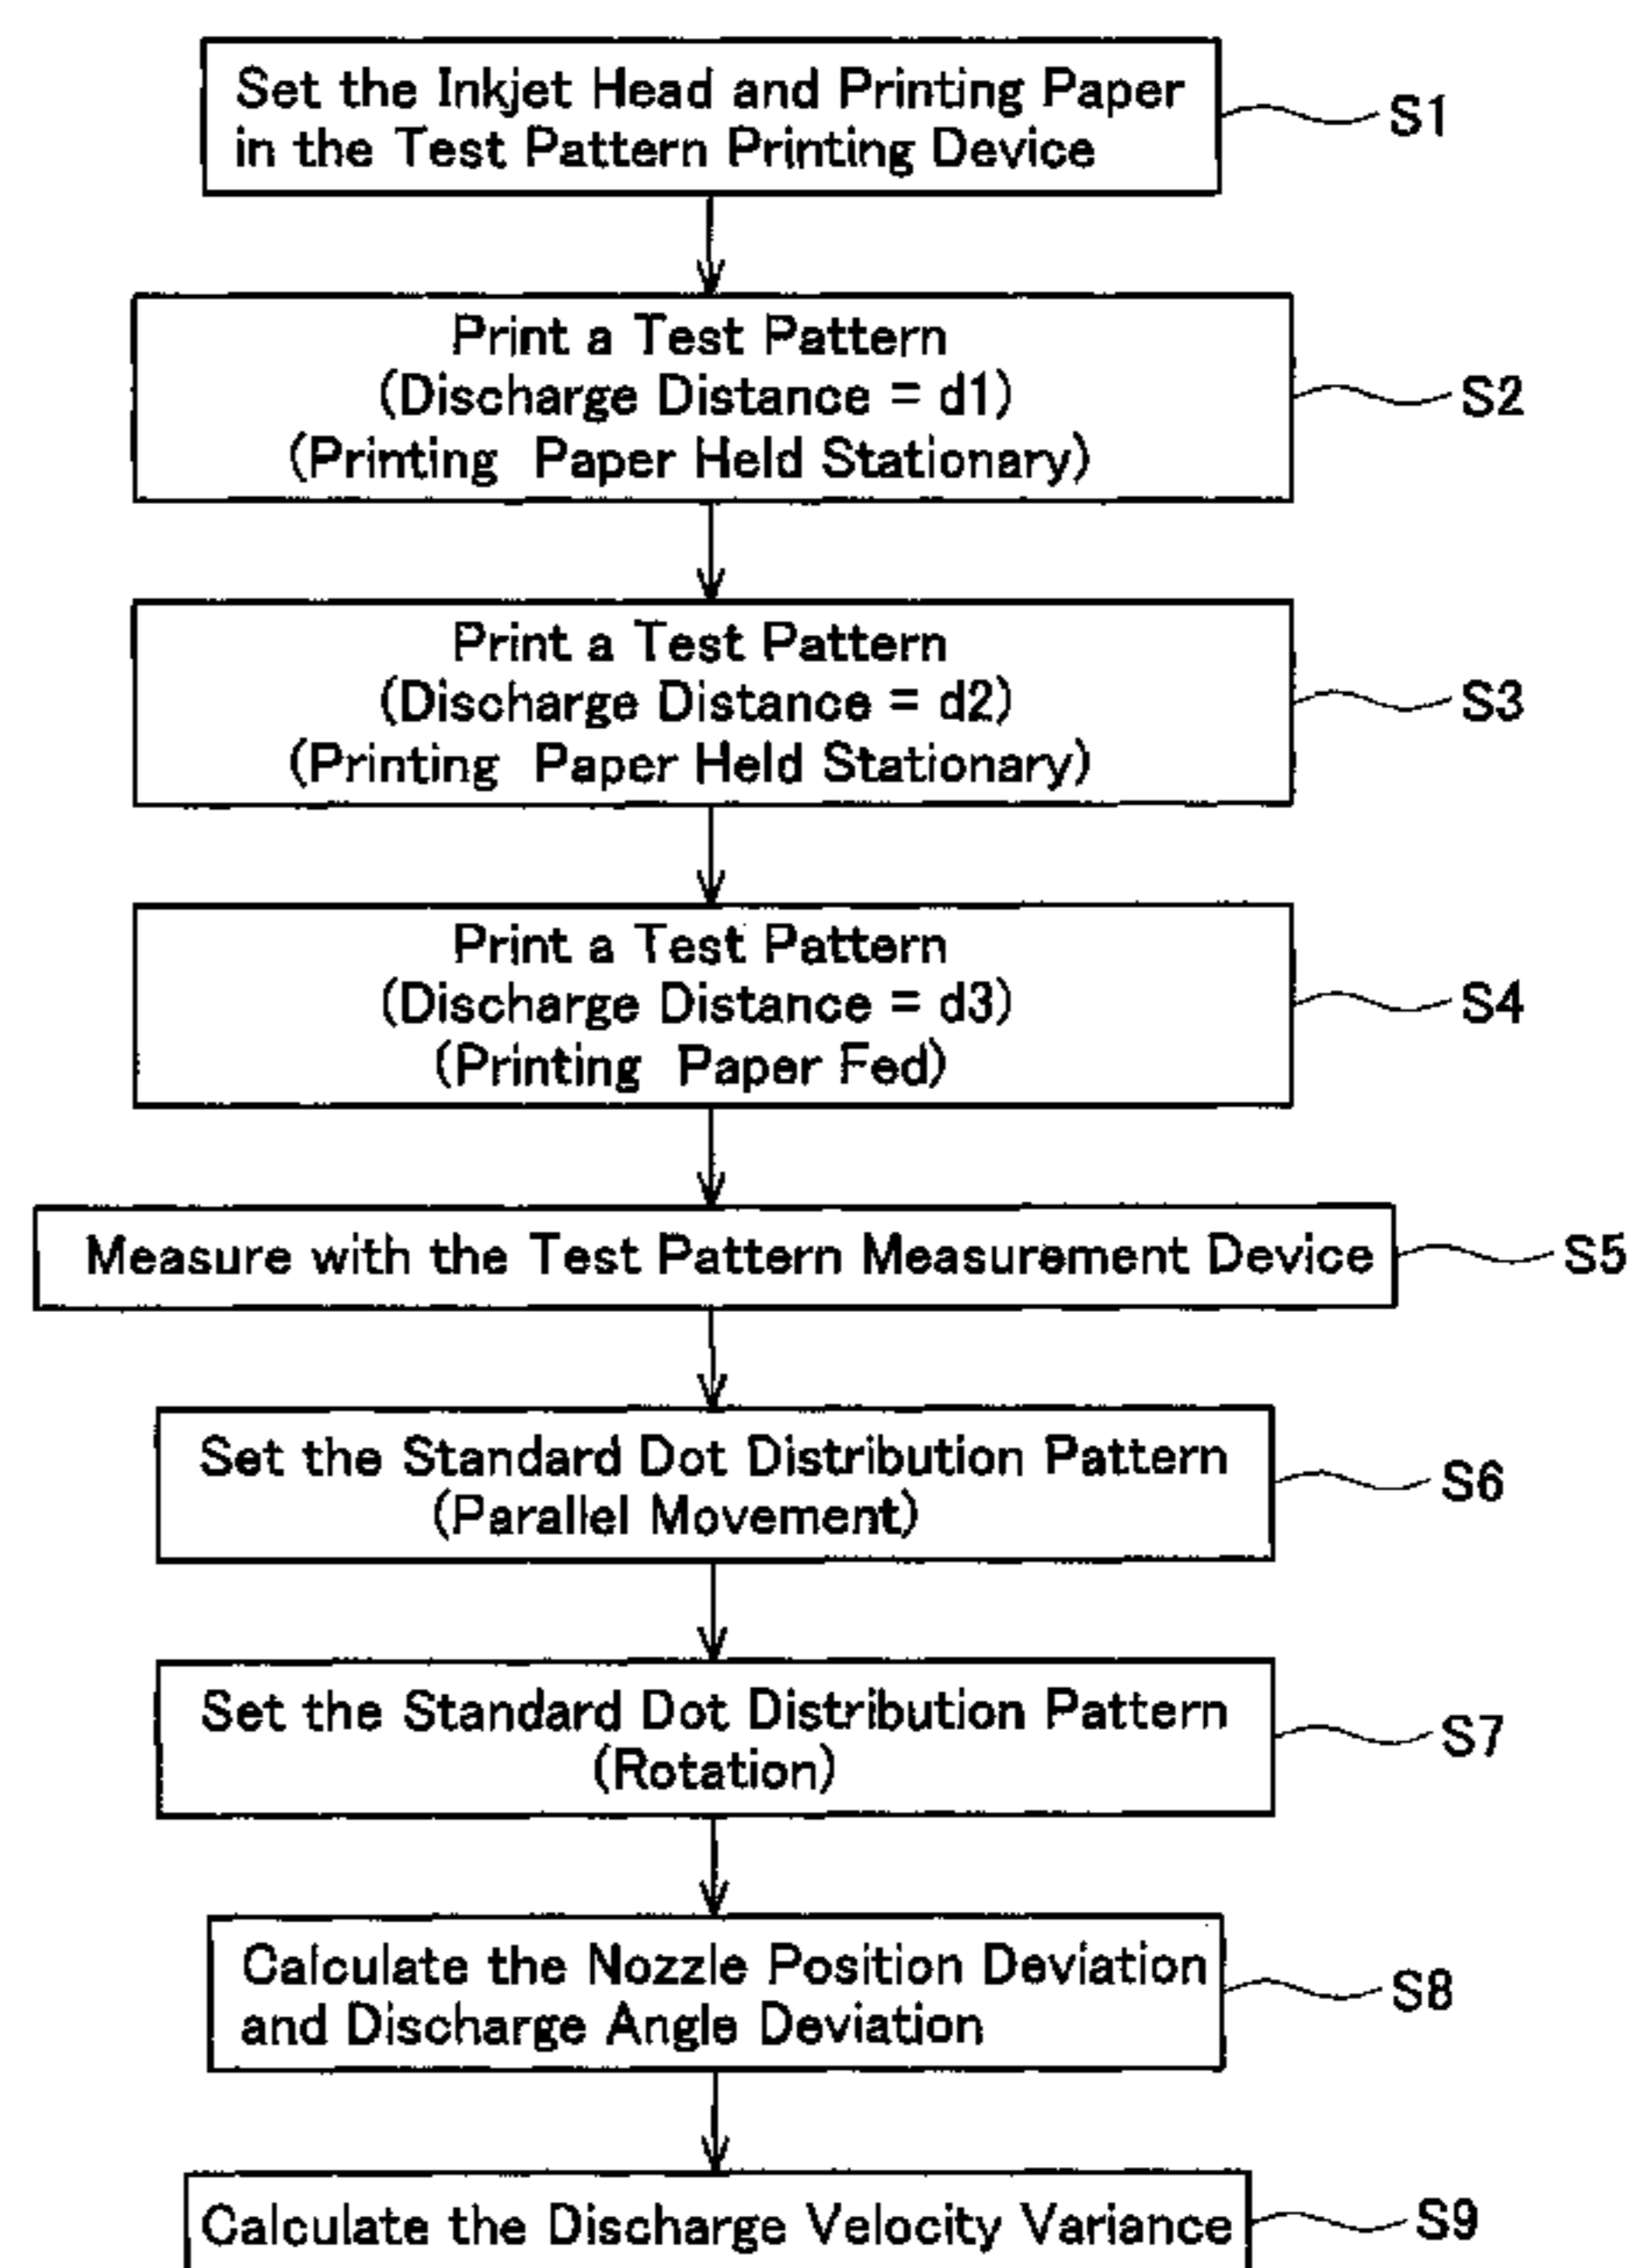 Set the Inkjet Head and Printing Paper
in the Test Pattern Printing Device
S1
Print a Test Pattern
(Discharge Distance = d1)
(Printing Paper Held Stationary)
S2
Print a Test Pattern
(Discharge Distance = d2)
(Printing Paper Held Stationary)
S3
Print a Test Pattern
(Discharge Distance = d3)
(Printing Paper Fed)
S4
Measure with the Test Pattern Measurement Device
S5
Set the Standard Dot Distribution Pattern
(Parallel Movement)
S6
Set the Standard Dot Distribution Pattern
(Rotation)
S7
Calculate the Nozzle Position Deviation
and Discharge Angle Deviation
S8
Calculate the Discharge Velocity Variance
S9